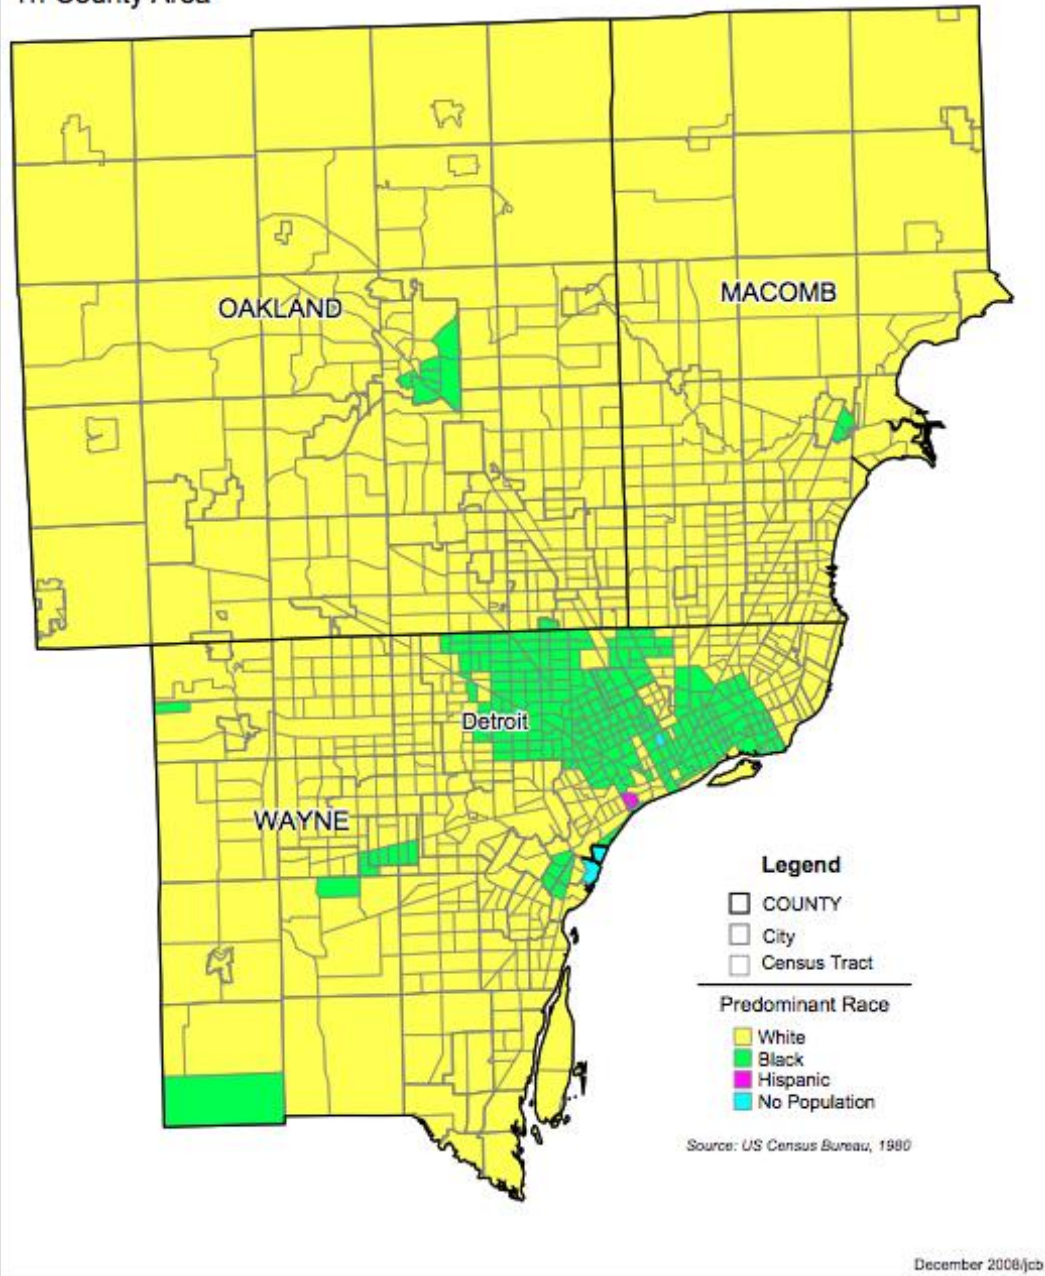 Tri-County Area
OAKLAND
MACOMB
Detroit
WAYNE
Legend
COUNTY
City
Census Tract
Predominant Race
White
Black
Hispanic
No Population
Source: US Census Bureau, 1980
December 2008/jcb